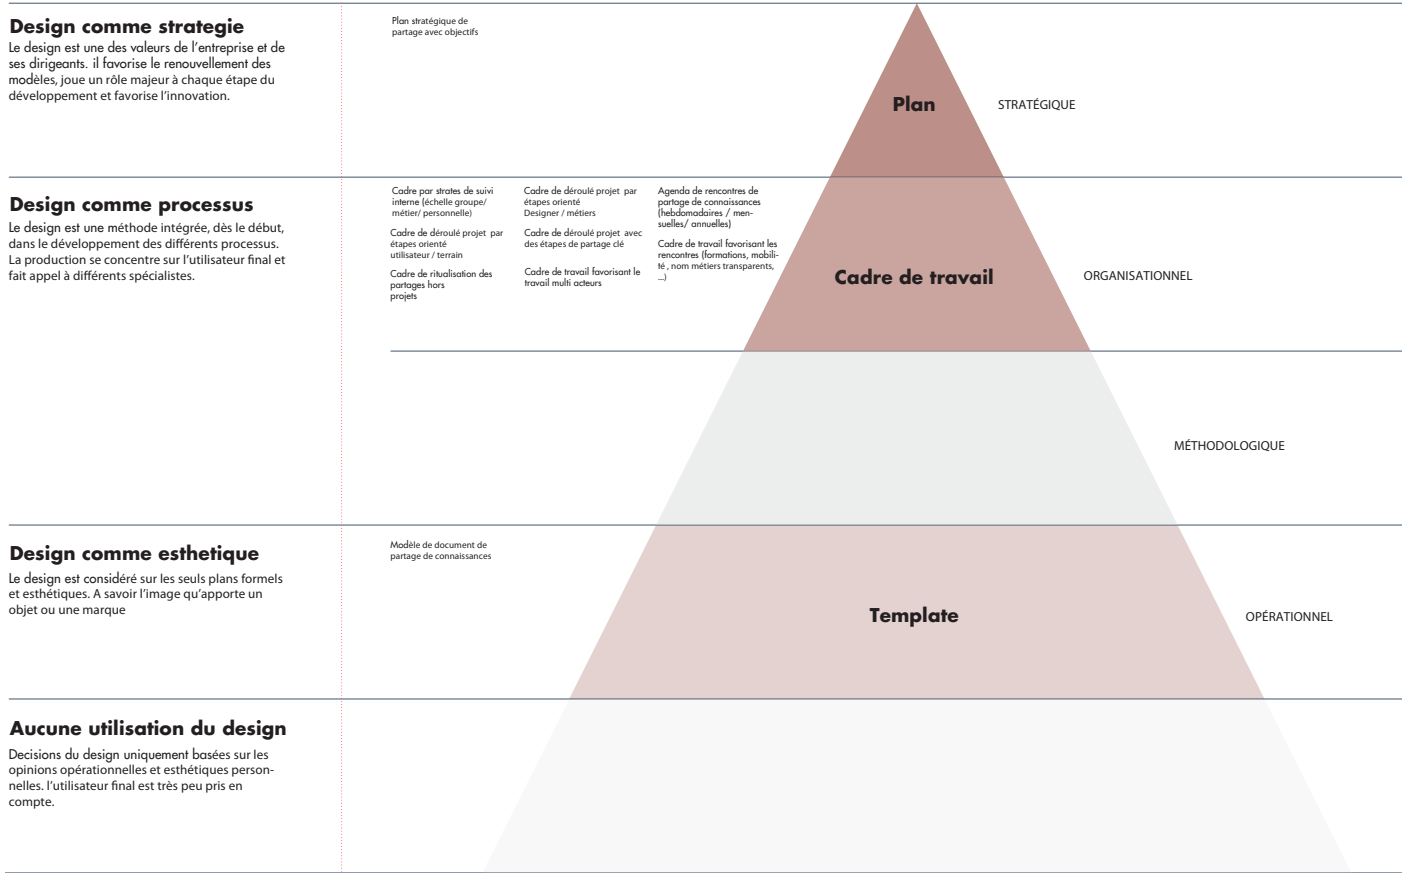 Design comme strategie
Le design est une des valeurs de l'entreprise et de
ses dirigeants. il favorise le renouvellement des
modèles, joue un rôle majeur à chaque étape du
développement et favorise l'innovation.
Plan stratégique de
partage avec objectifs
Plan
STRATÉGIQUE
Design comme processus
Le design est une méthode intégrée, dès le début,
dans le développement des différents processus.
La production se concentre sur l'utilisateur final et
fait appel à différents spécialistes.
Cadre par strates de suivi
interne (échelle groupe/
métier/ personnelle)
Cadre de déroulé projet par
étapes orienté
utilisateur / terrain
Cadre de ritualisation des
partages hors
projets
Cadre de déroulé projet par
étapes orienté
Designer / métiers
Cadre de déroulé projet avec
des étapes de partage clé
Cadre de travail favorisant le
travail multi acteurs
Agenda de rencontres de
partage de connaissances
(hebdomadaires / men-
suelles/ annuelles)
Cadre de travail favorisant les
rencontres (formations, mobili-
té , nom métiers transparents,
...)
Cadre de travail
ORGANISATIONNEL
MÉTHODOLOGIQUE
Design comme esthetique
Le design est considéré sur les seuls plans formels
et esthétiques. A savoir l'image qu'apporte un
objet ou une marque
Modèle de document de
partage de connaissances
Template
OPÉRATIONNEL
Aucune utilisation du design
Decisions du design uniquement basées sur les
opinions opérationnelles et esthétiques person-
nelles. l'utilisateur final est très peu pris en
compte.